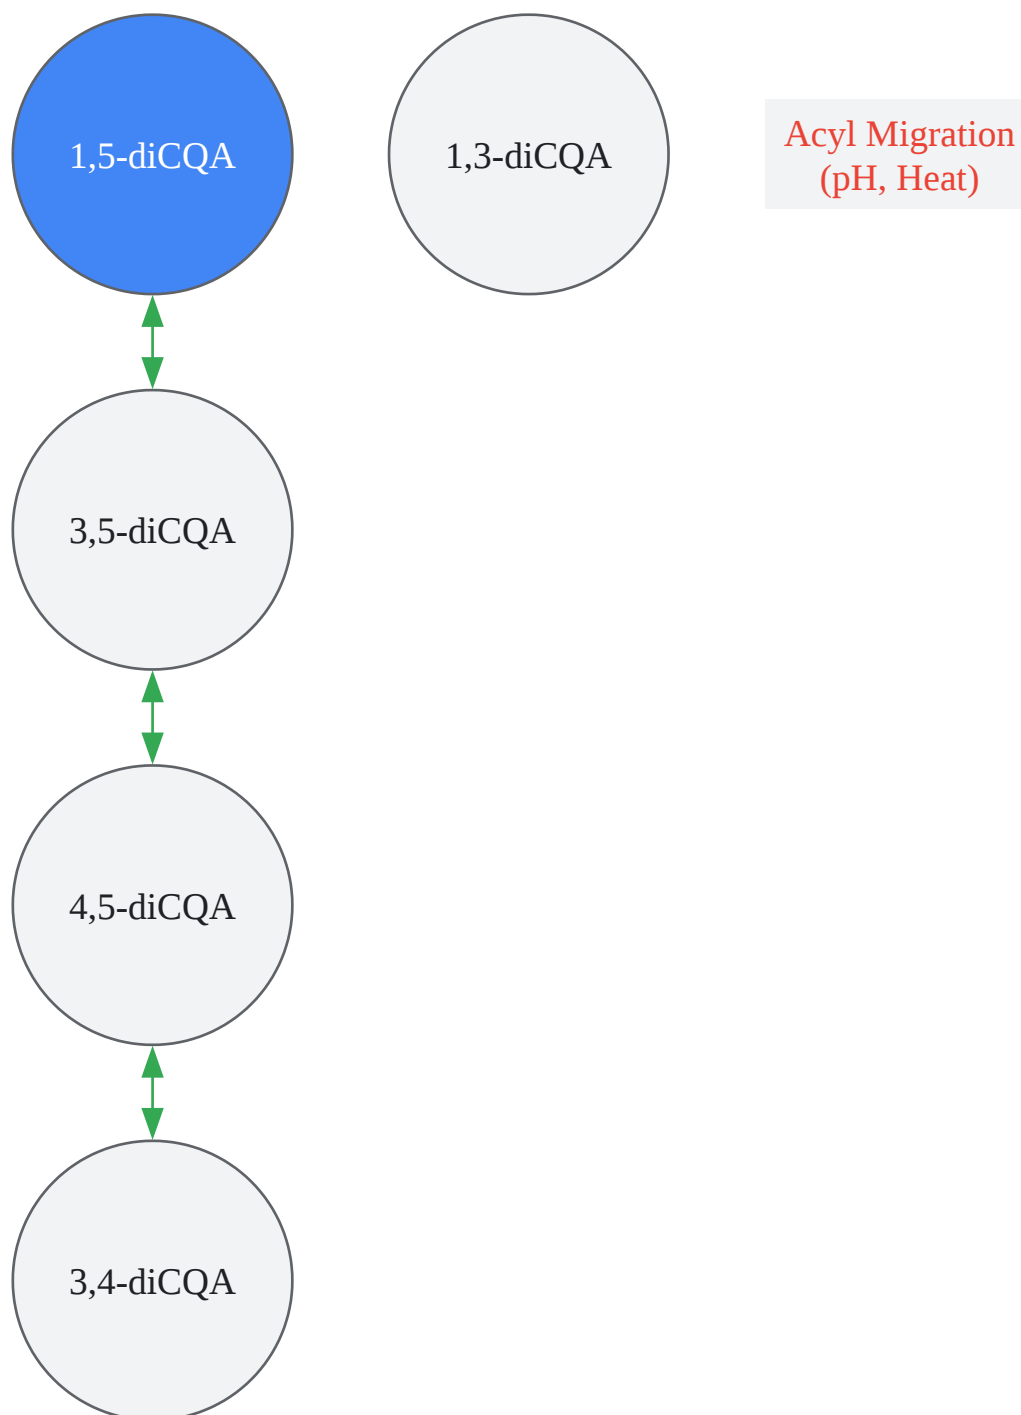 1,5-diCQA
1,3-diCQA
Acyl Migration
(pH, Heat)
3,5-diCQA
4,5-diCQA
3,4-diCQA